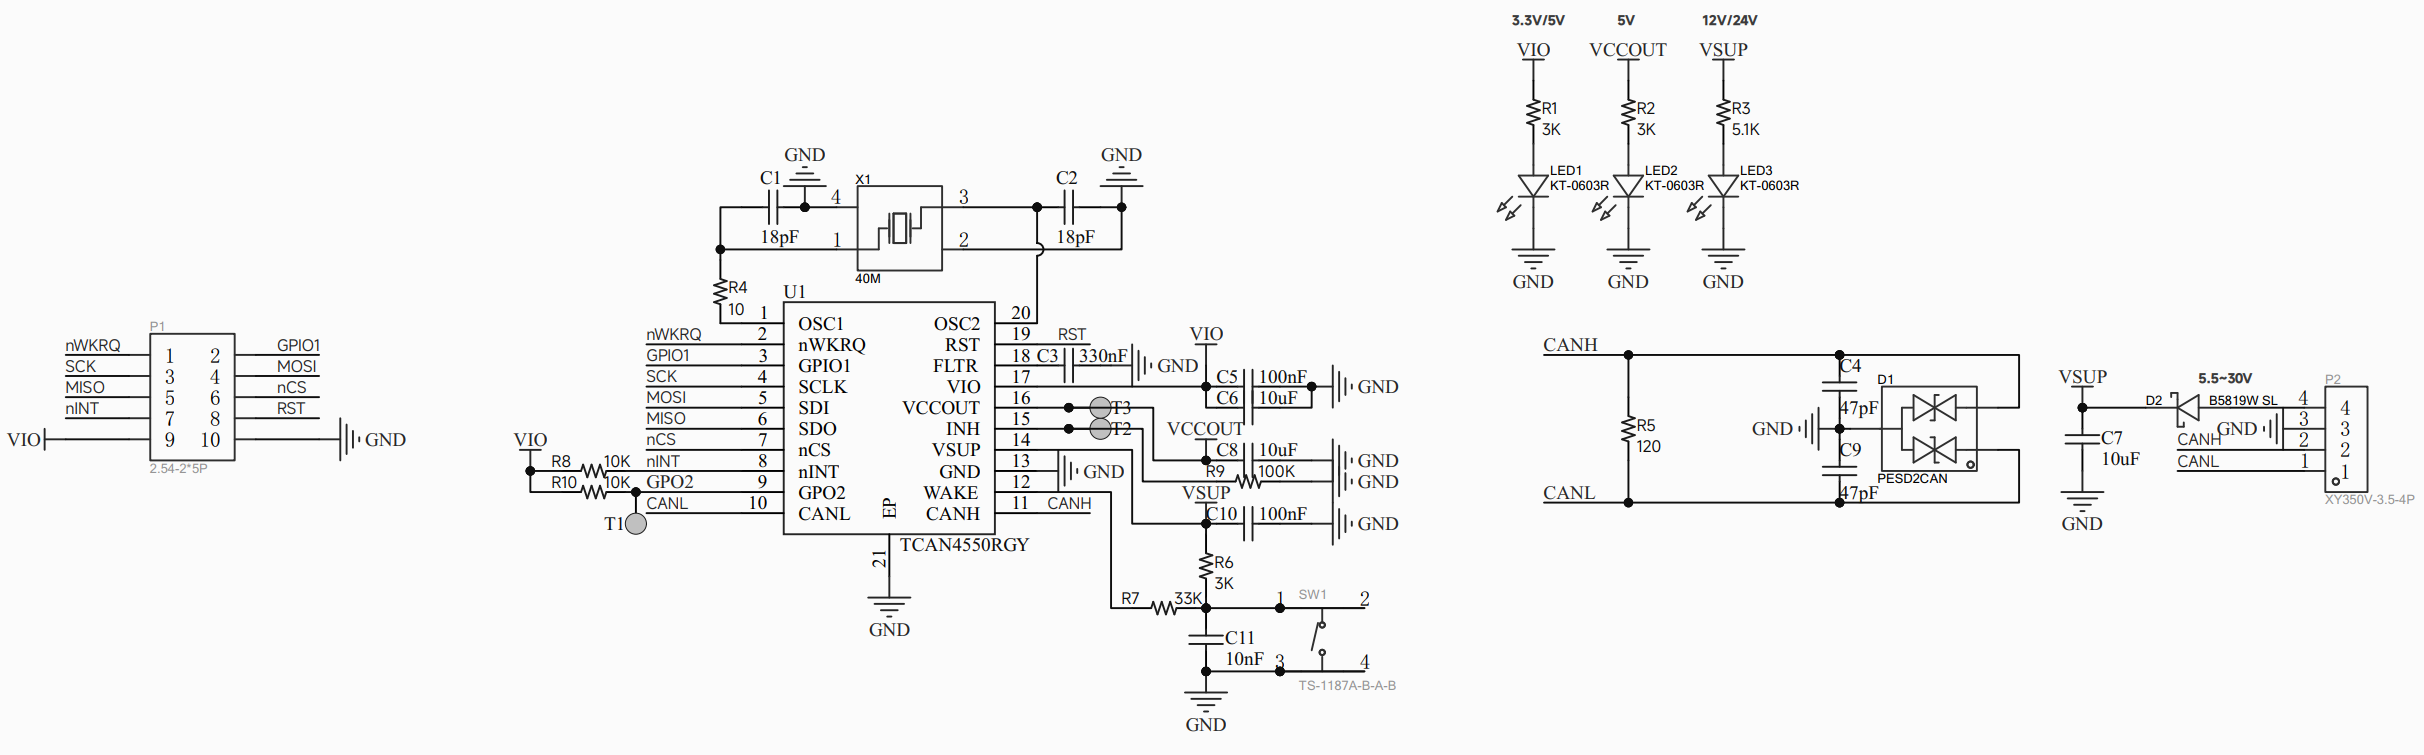 3.3V/5V 5V 12V/24V
VIO VCCOUT VSUP
R1 R2 R3
3K 3K 5.1K
LED1 LED2 LED3
KT-0603R KT-0603R KT-0603R
GND GND GND
GND GND
C1 X1 C2
4 3
18pF 1 2 18pF
40M
R4
10
U1
1 OSC1 OSC2 20
nWKRQ 2 nWKRQ RST 19 RST
GPIO1 3 GPIO1 FLTR 18 C3 330nF GND
SCK 4 SCLK VIO 17
MOSI 5 SDI VCCOUT 16 T3
MISO 6 SDO INH 15 T2
nCS 7 nCS VSUP 14
nINT 8 nINT GND 13 GND
GPO2 9 GPO2 WAKE 12
CANL 10 CANL CANH 11 CANH
EP
21
TCAN4550RGY
GND
VIO
R8 10K
R10 10K
T1
P1
nWKRQ 1 2 GPIO1
SCK 3 4 MOSI
MISO 5 6 nCS
nINT 7 8 RST
VIO 9 10 GND
2.54-2*5P
VIO
C5 100nF GND
C6 10uF
VCCOUT
C8 10uF GND
R9 100K GND
VSUP
C10 100nF GND
R6
3K
R7 33K 1 SW1 2
C11
10nF 3 4
TS-1187A-B-A-B
GND
CANH
C4
D1
47pF
R5
120
GND
C9
PESD2CAN
CANL 47pF
VSUP 5.5~30V P2
D2 B5819W SL 4 4
GND 3 3
C7
10uF
CANH 2 2
CANL 1 1
XY350V-3.5-4P
GND